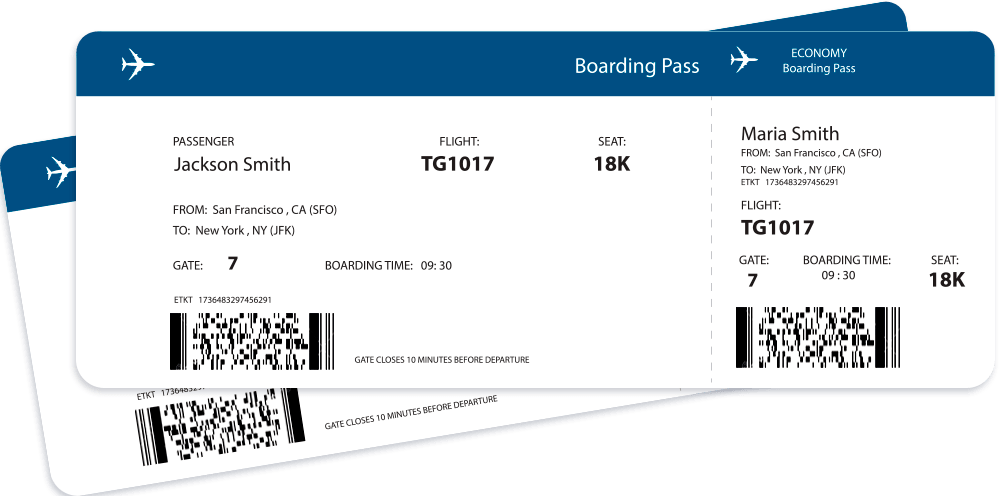 Boarding Pass
ECONOMY
Boarding Pass
PASSENGER
Jackson Smith
FLIGHT:
TG1017
SEAT:
18K
FROM: San Francisco , CA (SFO)
TO: New York , NY (JFK)
GATE: 7
BOARDING TIME: 09: 30
ETKT 1736483297456291
GATE CLOSES 10 MINUTES BEFORE DEPARTURE
Maria Smith
FROM: San Francisco , CA (SFO)
TO: New York , NY (JFK)
ETKT 1736483297456291
FLIGHT:
TG1017
GATE:
7
BOARDING TIME:
09 : 30
SEAT:
18K
ETKT
GATE CLOSES 10 MINUTES BEFORE DEPARTURE